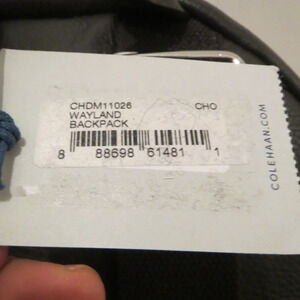 CHDM11026 CHO
WAYLAND
BACKPACK
8 88698 61481 1
COLEHAAN.COM